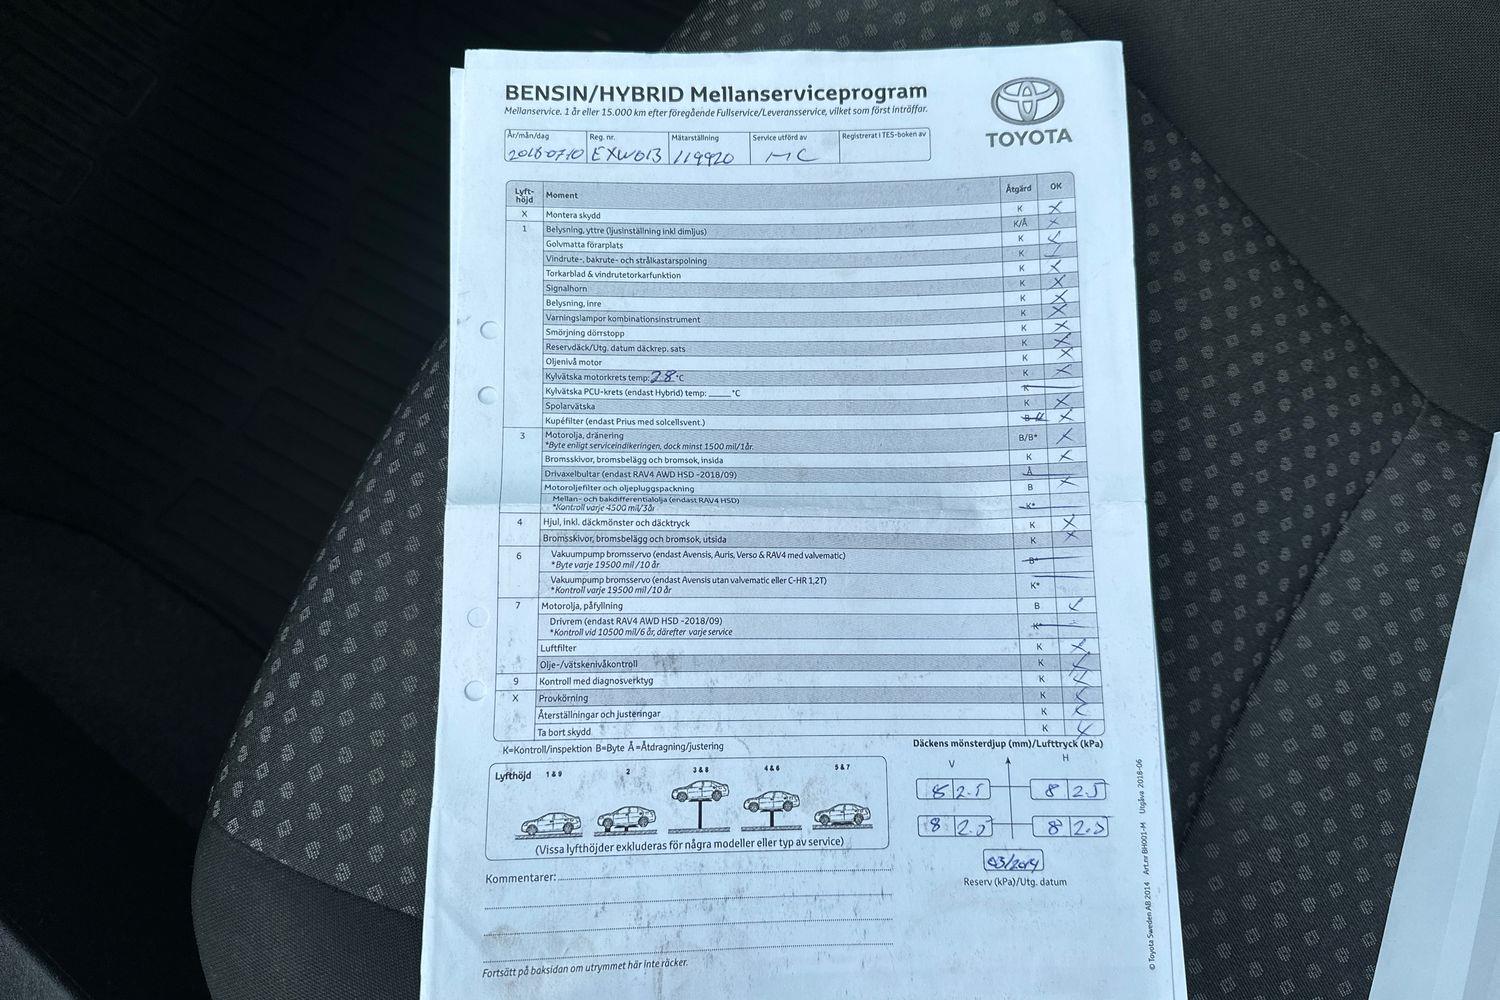 BENSIN/HYBRID Mellanserviceprogram
Mellanservice. 1 år eller 15.000 km efter föregående Fullservice/Leveransservice, vilket som först inträffar.
TOYOTA
År/mån/dag Reg. nr. Mätarställning Service utförd av Registrerat i TES-boken av
2018-07-10 EXW013 119920 MC
Lyft-höjd Moment Åtgärd OK
X Montera skydd K
1 Belysning, yttre (ljusinställning inkl dimljus) K/Å
Golvmatta förarplats K
Vindrute-, bakrute- och strålkastarspolning K
Torkarblad & vindrutetorkarfunktion K
Signalhorn K
Belysning, inre K
Varningslampor kombinationsinstrument K
Smörjning dörrstopp K
Reservdäck/Utg. datum däckrep. sats K
Oljenivå motor K
Kylvätska motorkrets temp: 28 °C K
Kylvätska PCU-krets (endast Hybrid) temp: _____ °C K
Spolarvätska K
Kupéfilter (endast Prius med solcellsvent.) B
3 Motorolja, dränering B/B*
*Byte enligt serviceindikeringen, dock minst 1500 mil/1år.
Bromsskivor, bromsbelägg och bromsok, insida K
Drivaxelbultar (endast RAV4 AWD HSD -2018/09) Å
Motoroljefilter och oljepluggspackning B
Mellan- och bakdifferentialolja (endast RAV4 HSD) K*
*Kontroll varje 4500 mil/3år
4 Hjul, inkl. däckmönster och däcktryck K
Bromsskivor, bromsbelägg och bromsok, utsida K
6 Vakuumpump bromsservo (endast Avensis, Auris, Verso & RAV4 med valvematic) B*
*Byte varje 19500 mil/10 år
Vakuumpump bromsservo (endast Avensis utan valvematic eller C-HR 1,2T) K*
*Kontroll varje 19500 mil/10 år
7 Motorolja, påfyllning B
Drivrem (endast RAV4 AWD HSD -2018/09) K*
*Kontroll vid 10500 mil/6 år, därefter varje service
Luftfilter K
Olje-/vätskenivåkontroll K
9 Kontroll med diagnosverktyg K
X Provkörning K
Återställningar och justeringar K
Ta bort skydd K
K=Kontroll/inspektion B=Byte Å=Åtdragning/justering
Lyfthöjd 1 & 9 2 3 & 8 4 & 6 5 & 7
(Vissa lyfthöjder exkluderas för några modeller eller typ av service)
Däckens mönsterdjup (mm)/Lufttryck (kPa)
V H
8 2.5 8 2.5
8 2.5 8 2.5
Reserv (kPa)/Utg. datum
Kommentarer:
Fortsätt på baksidan om utrymmet här inte räcker.
© Toyota Sweden AB 2014 Art.nr BH001-M Utgåva 2018-06